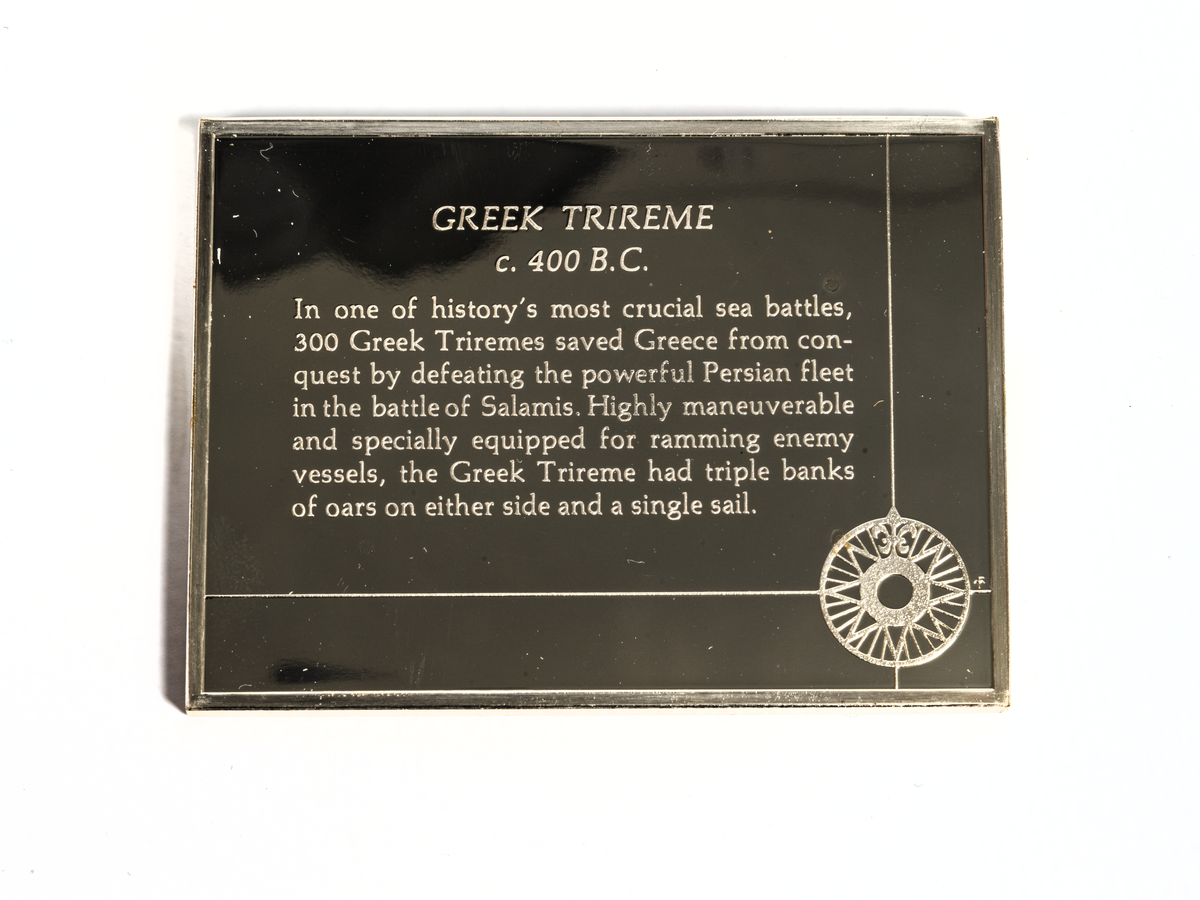 GREEK TRIREME
c. 400 B.C.
In one of history's most crucial sea battles,
300 Greek Triremes saved Greece from con-
quest by defeating the powerful Persian fleet
in the battle of Salamis. Highly maneuverable
and specially equipped for ramming enemy
vessels, the Greek Trireme had triple banks
of oars on either side and a single sail.